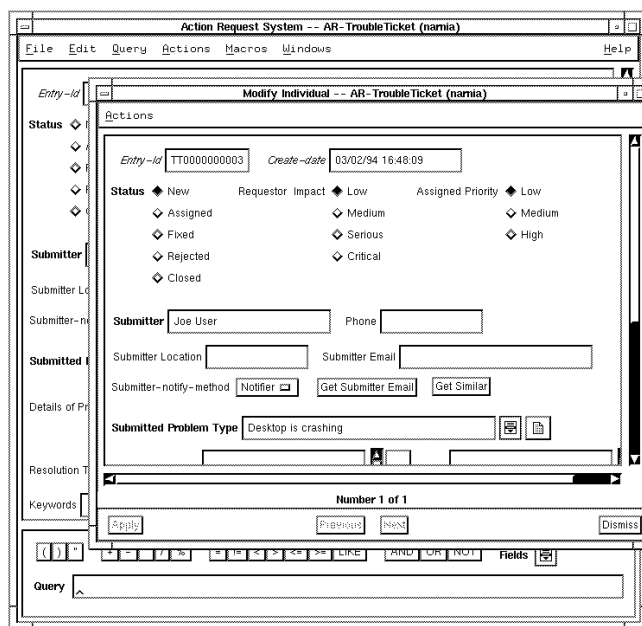 Action Request System -- AR-TroubleTicket (narnia)
File Edit Query Actions Macros Windows Help
Entry-Id
Modify Individual -- AR-TroubleTicket (narnia)
Actions
Entry-Id TT0000000003 Create-date 03/02/94 16:48:09
Status
Status New Requestor Impact Low Assigned Priority Low
Assigned Medium Medium
Fixed Serious High
Rejected Critical
Closed
Submitter
Submitter Joe User Phone
Submitter Lo
Submitter Location Submitter Email
Submitter-n
Submitter-notify-method Notifier Get Submitter Email Get Similar
Submitted
Submitted Problem Type Desktop is crashing
Details of Pr
Resolution T
Number 1 of 1
Keywords
Apply Previous Next Dismiss
( ) " + - / % = != < > <= >= LIKE AND OR NOT Fields
Query